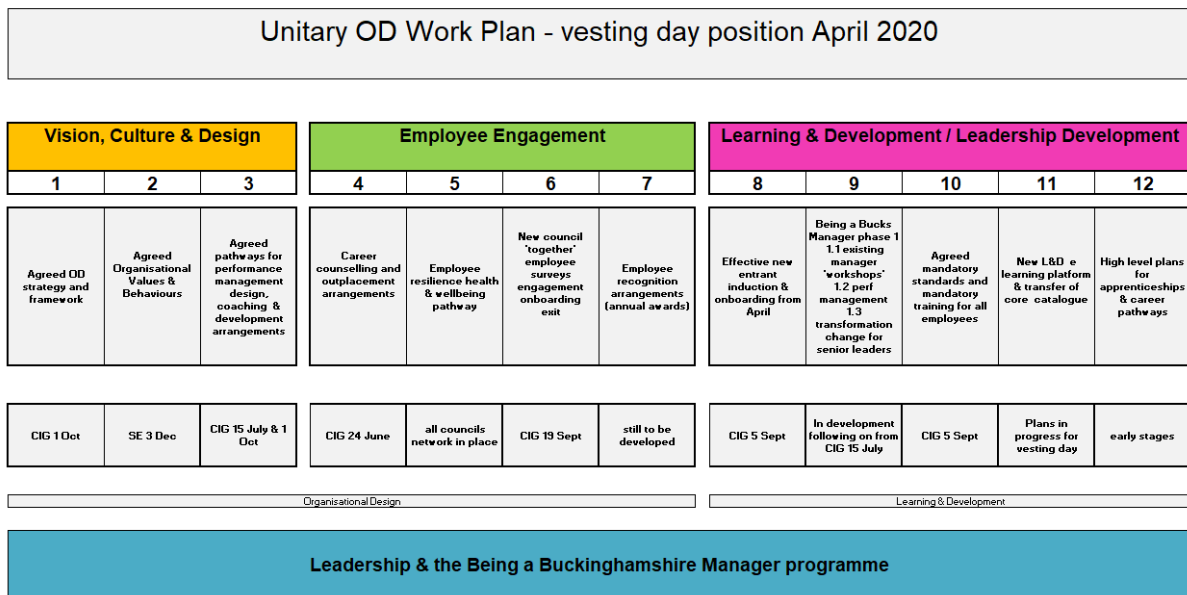 Unitary OD Work Plan - vesting day position April 2020
Vision, Culture & Design
Employee Engagement
Learning & Development / Leadership Development
1
2
3
4
5
6
7
8
9
10
11
12
Agreed OD
strategy and
framework
Agreed
Organisational
Values &
Behaviours
Agreed
pathways for
performance
management
design,
coaching &
development
arrangements
Career
counselling and
outplacement
arrangements
Employee
resilience health
& wellbeing
pathway
New council
'together'
employee
surveys
engagement
onboarding
exit
Employee
recognition
arrangements
(annual awards)
Effective new
entrant
induction &
onboarding from
April
Being a Bucks
Manager phase 1
1.1 existing
manager
'workshops'
1.2 perf
management
1.3
transformation
change for
senior leaders
Agreed
mandatory
standards and
mandatory
training for all
employees
New L&D e
learning platform
& transfer of
core catalogue
High level plans
for
apprenticeships
& career
pathways
CIG 1 Oct
SE 3 Dec
CIG 15 July & 1
Oct
CIG 24 June
all councils
network in place
CIG 19 Sept
still to be
developed
CIG 5 Sept
In development
following on from
CIG 15 July
CIG 5 Sept
Plans in
progress for
vesting day
early stages
Organisational Design
Learning & Development
Leadership & the Being a Buckinghamshire Manager programme